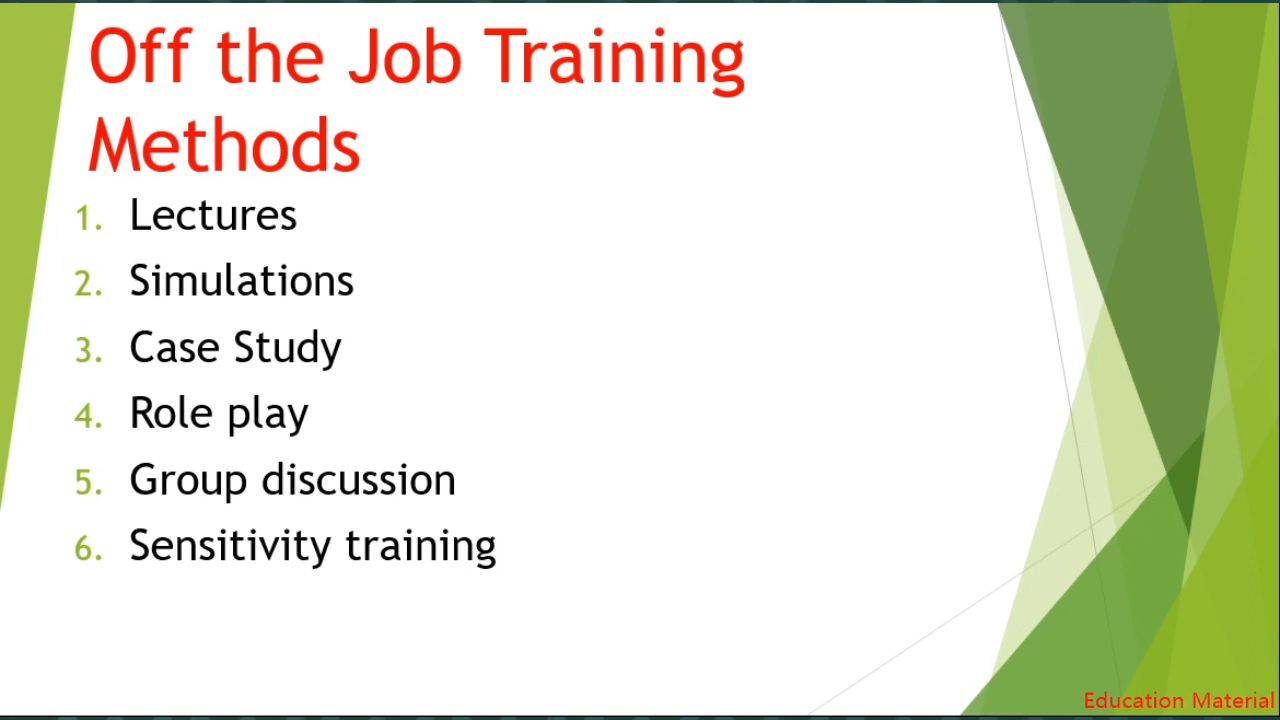 Off the Job Training
Methods
1. Lectures
2. Simulations
3. Case Study
4. Role play
5. Group discussion
6. Sensitivity training
Education Material